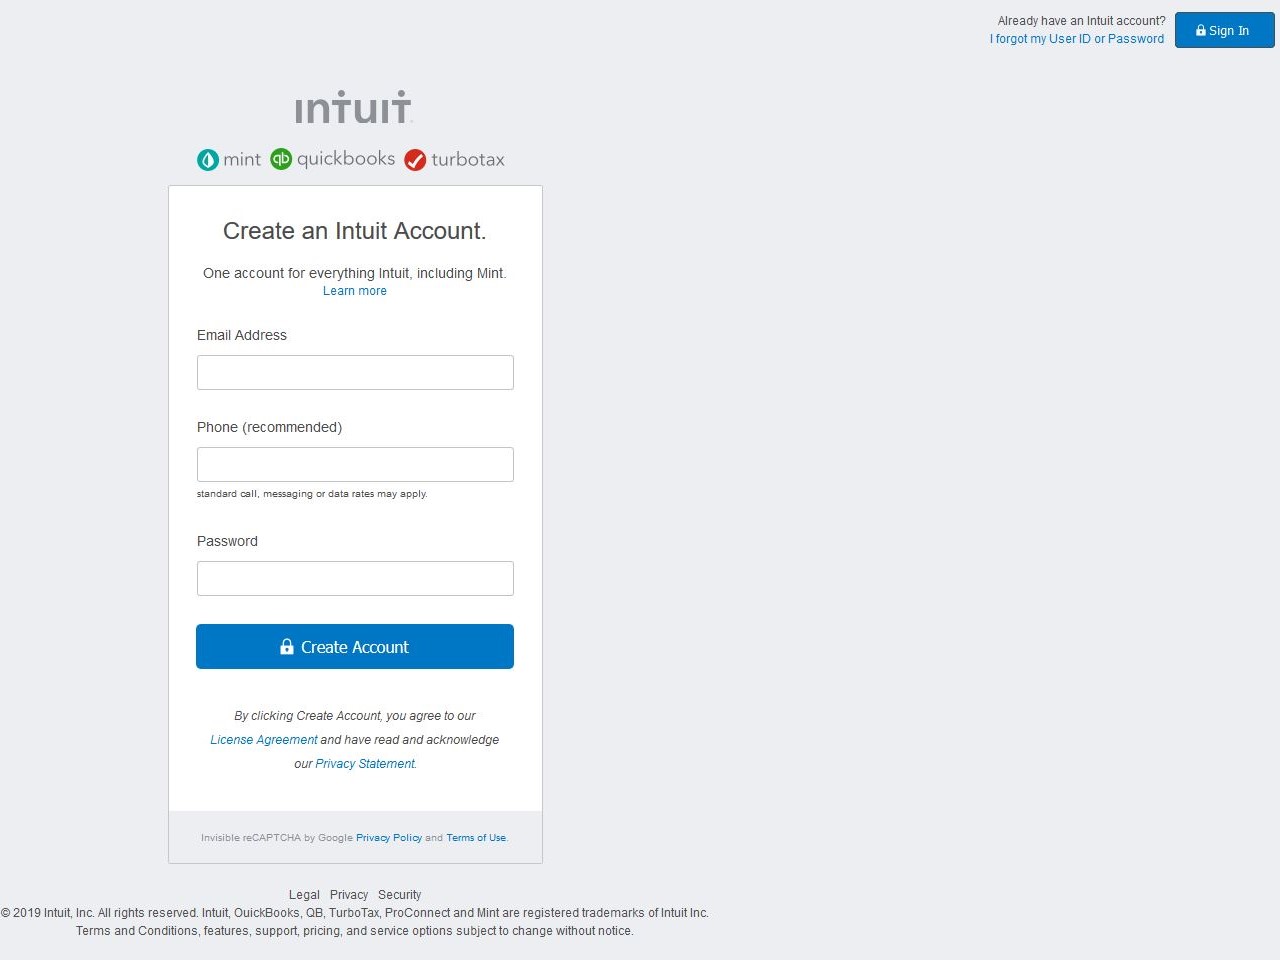 Already have an Intuit account?
I forgot my User ID or Password
Sign In
intuit
mint quickbooks turbotax
Create an Intuit Account.
One account for everything Intuit, including Mint.
Learn more
Email Address
Phone (recommended)
standard call, messaging or data rates may apply.
Password
Create Account
By clicking Create Account, you agree to our
License Agreement and have read and acknowledge
our Privacy Statement.
Invisible reCAPTCHA by Google Privacy Policy and Terms of Use.
Legal Privacy Security
© 2019 Intuit, Inc. All rights reserved. Intuit, QuickBooks, QB, TurboTax, ProConnect and Mint are registered trademarks of Intuit Inc.
Terms and Conditions, features, support, pricing, and service options subject to change without notice.